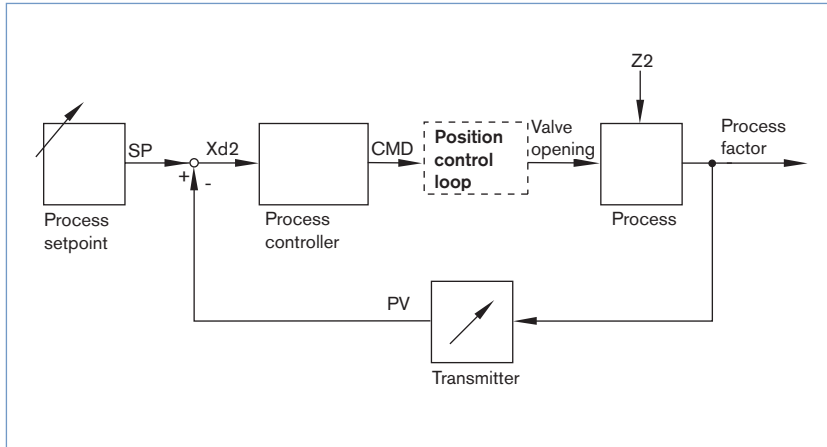 Z2
SP
Xd2
CMD
Position
control
loop
Valve
opening
Process
factor
+
-
Process
setpoint
Process
controller
Process
PV
Transmitter